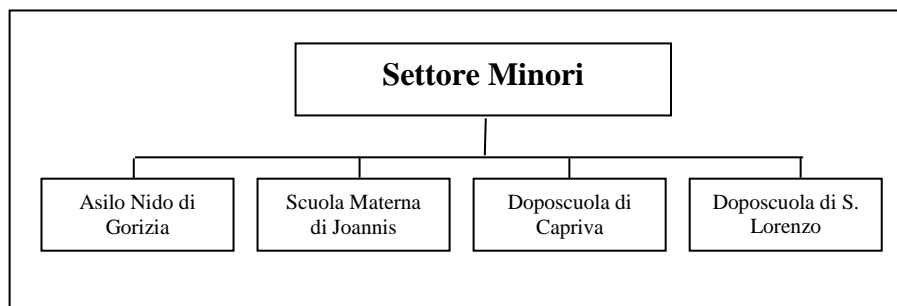 Settore Minori
Asilo Nido di
Gorizia
Scuola Materna
di Joannis
Doposcuola di
Capriva
Doposcuola di S.
Lorenzo